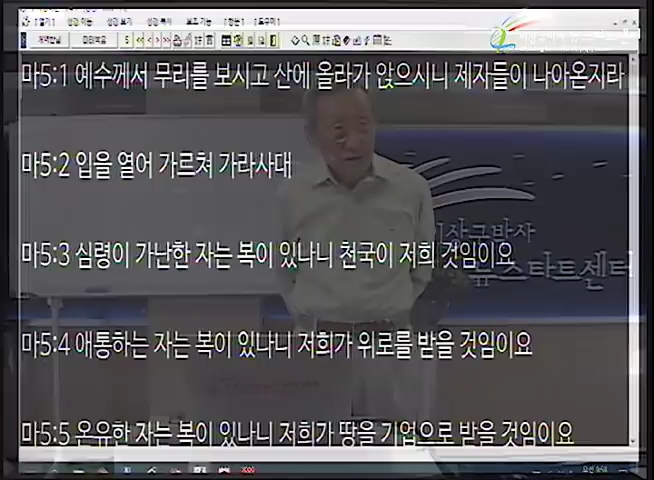 마5:1 예수께서 무리를 보시고 산에 올라가 앉으시니 제자들이 나아온지라
마5:2 입을 열어 가르쳐 가라사대
마5:3 심령이 가난한 자는 복이 있나니 천국이 저희 것임이요
마5:4 애통하는 자는 복이 있나니 저희가 위로를 받을 것임이요
마5:5 온유한 자는 복이 있나니 저희가 땅을 기업으로 받을 것임이요
뉴스타트센터